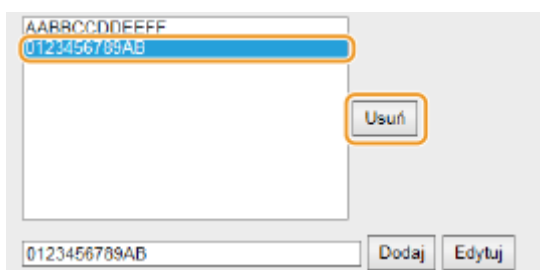 AABBCCDDEEFF
0123456789AB
Usuń
0123456789AB
Dodaj
Edytuj